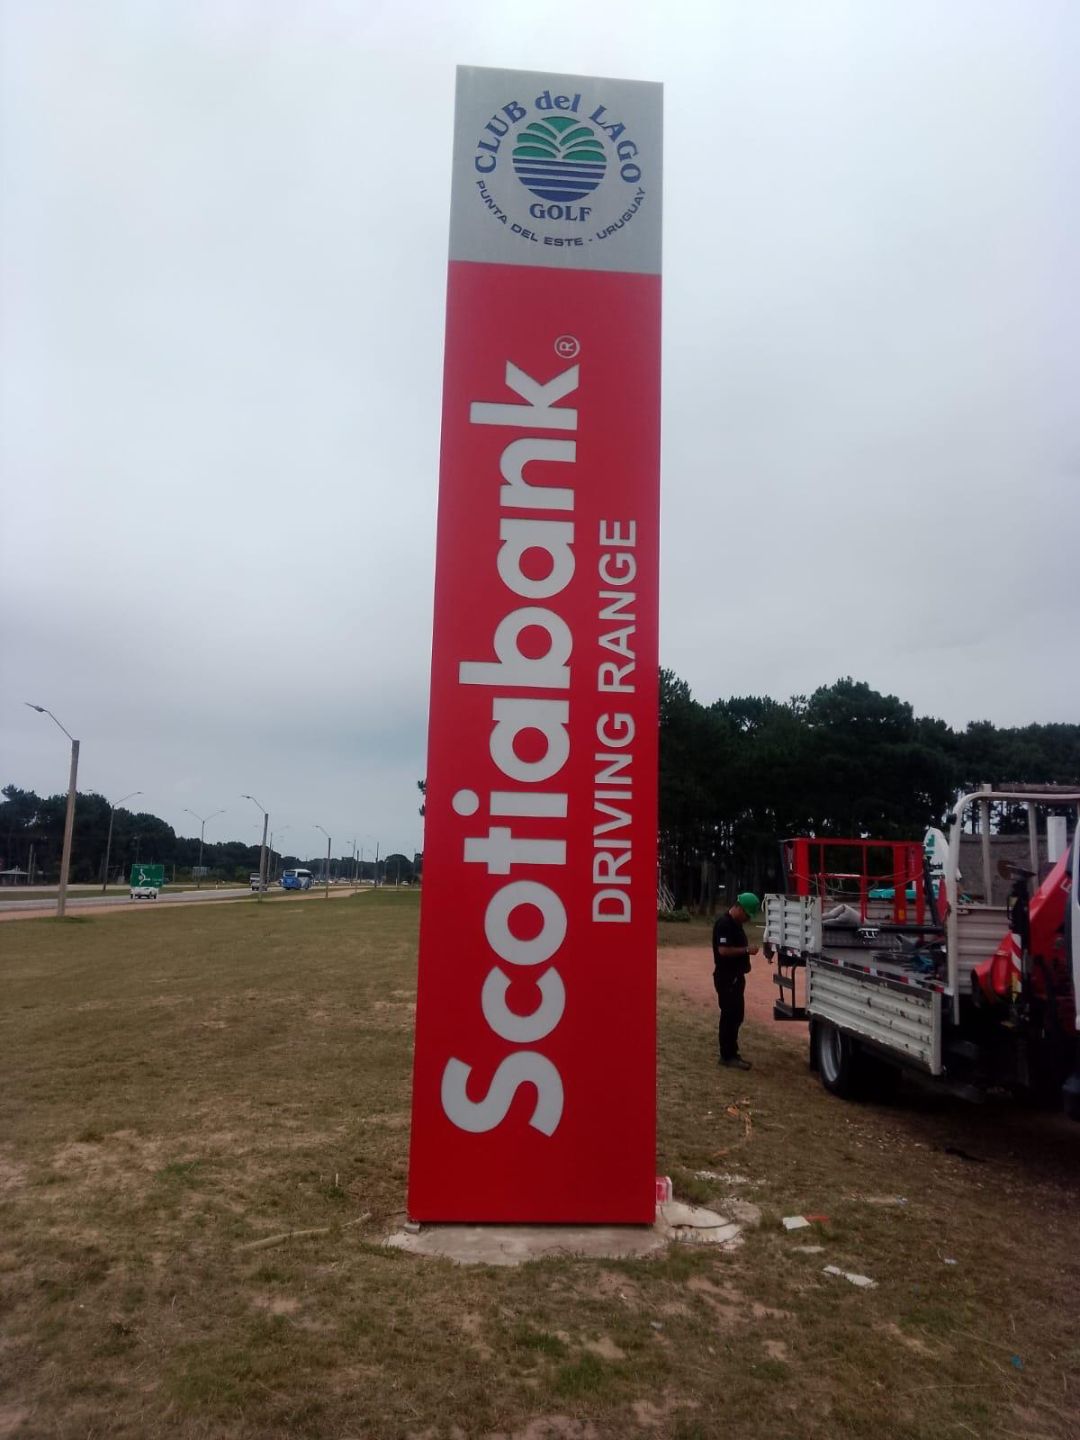 CLUB del LAGO
GOLF
PUNTA DEL ESTE - URUGUAY
Scotiabank®
DRIVING RANGE